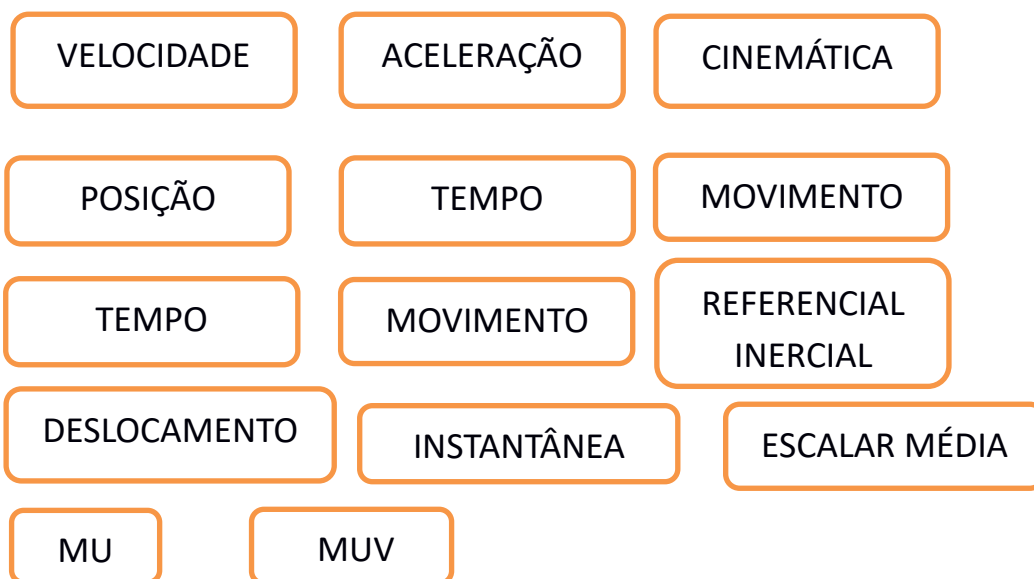 VELOCIDADE
ACELERAÇÃO
CINEMÁTICA
POSIÇÃO
TEMPO
MOVIMENTO
TEMPO
MOVIMENTO
REFERENCIAL
INERCIAL
DESLOCAMENTO
INSTANTÂNEA
ESCALAR MÉDIA
MU
MUV